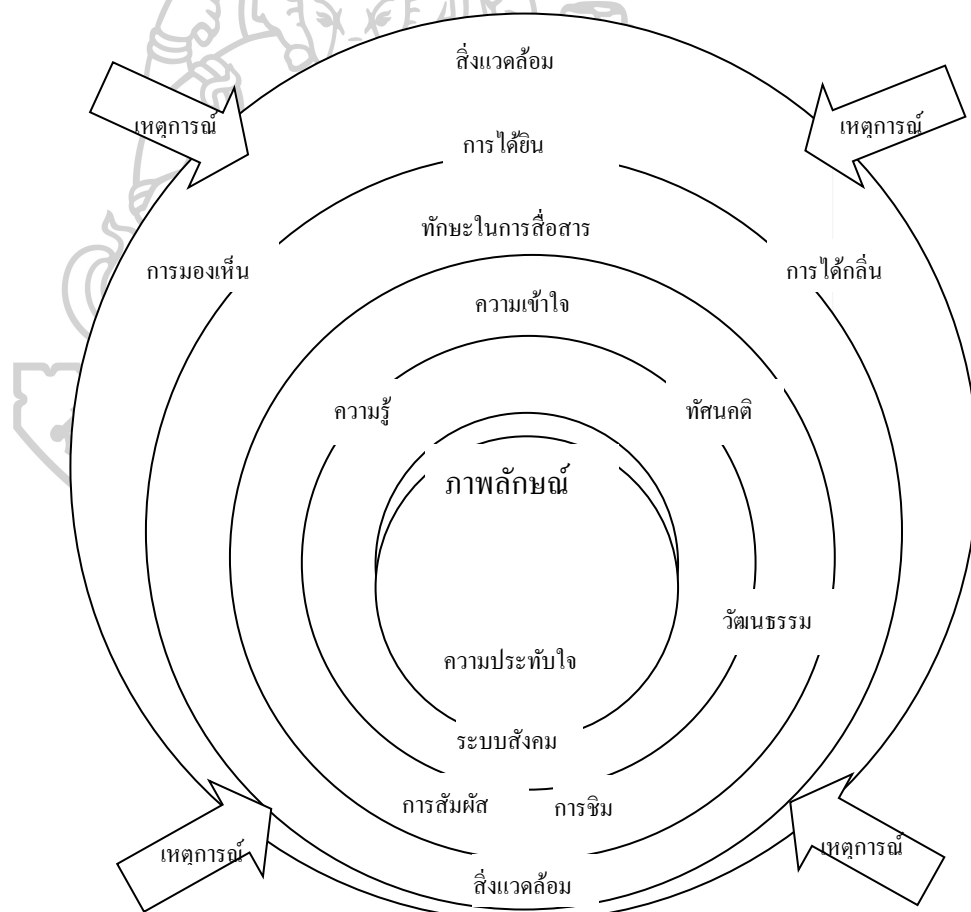 สิ่งแวดล้อม
เหตุการณ์
เหตุการณ์
การได้ยิน
ทักษะในการสื่อสาร
การมองเห็น
การได้กลิ่น
ความเข้าใจ
ความรู้
ทัศนคติ
ภาพลักษณ์
วัฒนธรรม
ความประทับใจ
ระบบสังคม
การสัมผัส
การชิม
เหตุการณ์
เหตุการณ์
สิ่งแวดล้อม